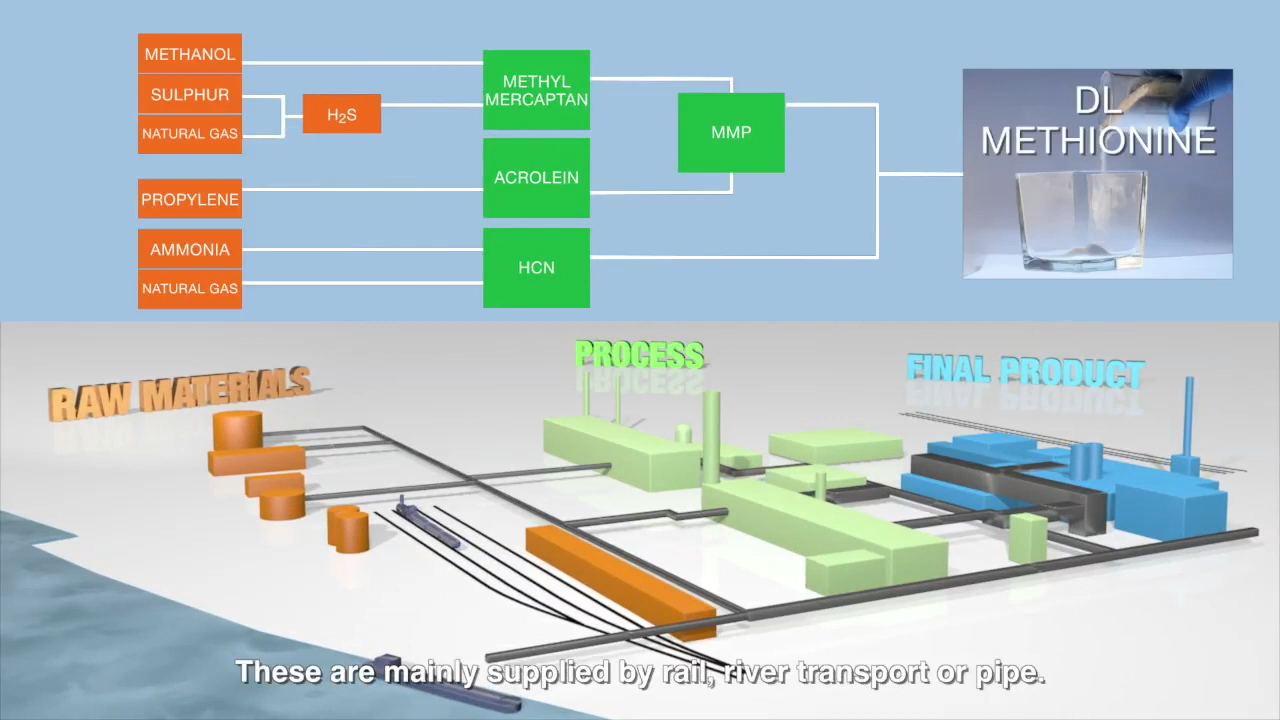 METHANOL
SULPHUR
NATURAL GAS
H₂S
PROPYLENE
AMMONIA
NATURAL GAS
METHYL
MERCAPTAN
ACROLEIN
HCN
MMP
DL
METHIONINE
RAW MATERIALS
PROCESS
FINAL PRODUCT
These are mainly supplied by rail, river transport or pipe.